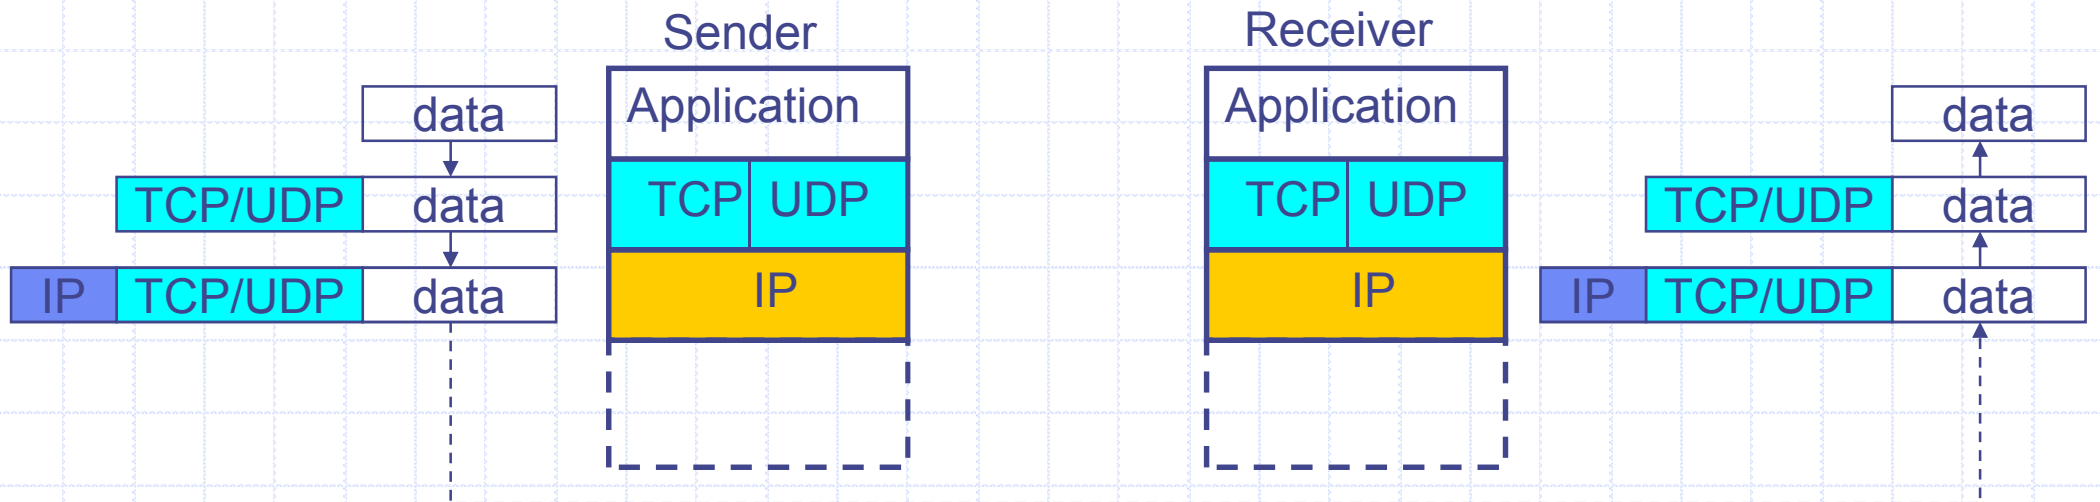 Sender
Receiver
data
Application
Application
data
TCP/UDP data
TCP UDP
TCP UDP
TCP/UDP data
IP TCP/UDP data
IP
IP
IP TCP/UDP data